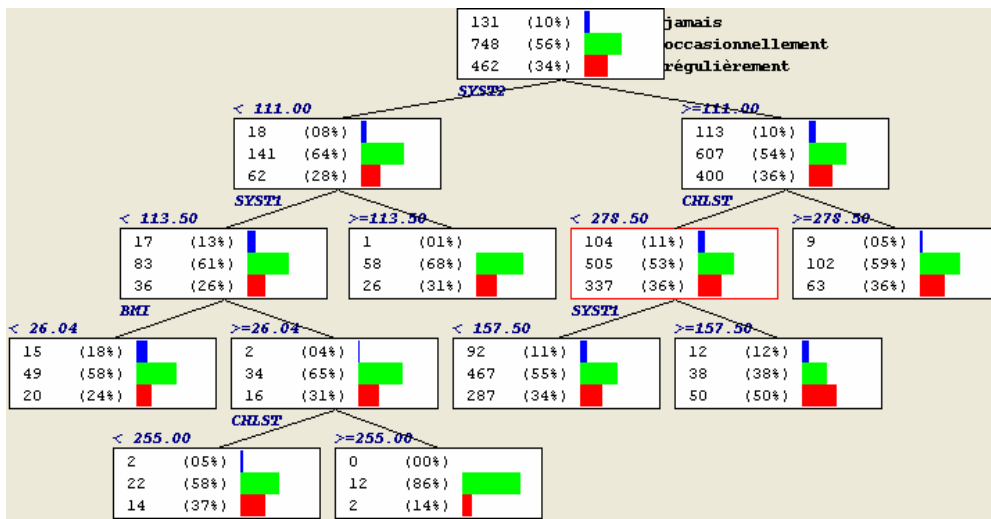 131 (10%) jamais
748 (56%) occasionnellement
462 (34%) régulièrement
SYST2
< 111.00 >=111.00
18 (08%) 113 (10%)
141 (64%) 607 (54%)
62 (28%) 400 (36%)
SYST1 CHLST
< 113.50 >=113.50 < 278.50 >=278.50
17 (13%) 1 (01%) 104 (11%) 9 (05%)
83 (61%) 58 (68%) 505 (53%) 102 (59%)
36 (26%) 26 (31%) 337 (36%) 63 (36%)
BMI SYST1
< 26.04 >=26.04 < 157.50 >=157.50
15 (18%) 2 (04%) 92 (11%) 12 (12%)
49 (58%) 34 (65%) 467 (55%) 38 (38%)
20 (24%) 16 (31%) 287 (34%) 50 (50%)
CHLST
< 255.00 >=255.00
2 (05%) 0 (00%)
22 (58%) 12 (86%)
14 (37%) 2 (14%)